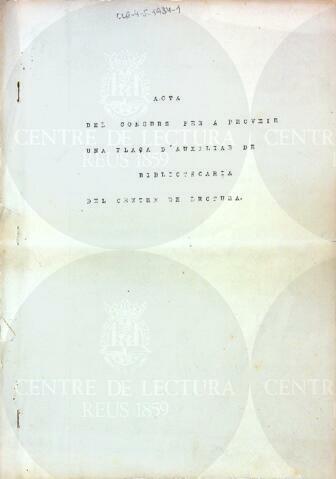 CLB-4-5-1934-1
ACTA
DEL CONCURS PER A PROVEIR
UNA PLAÇA D'AUXILIAR DE
BIBLIOTECARIA
DEL CENTRE DE LECTURA.
CENTRE DE LECTURA
REUS 1859
CENTRE DE LECTURA
REUS 1859